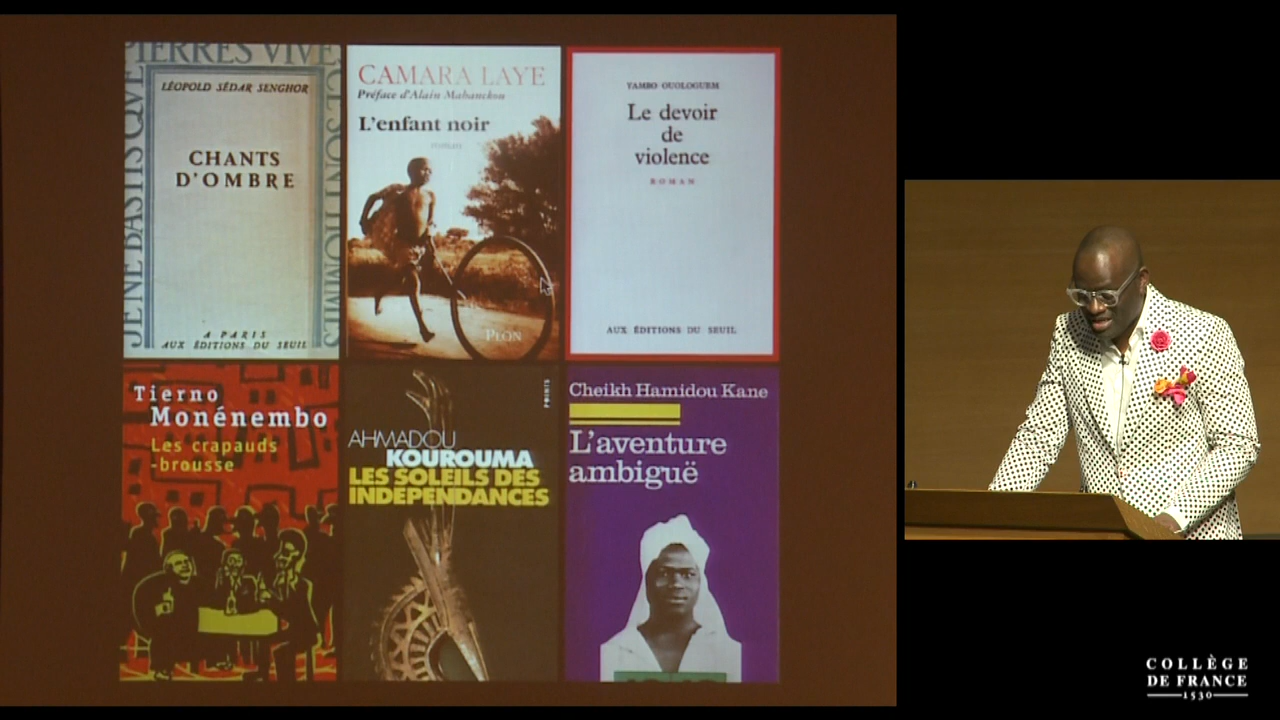 PIERRES VIVES
JE NE BASTIS QUE
CE SONT HOMMES
LÉOPOLD SÉDAR SENGHOR
CHANTS
D'OMBRE
A PARIS
AUX ÉDITIONS DU SEUIL
CAMARA LAYE
Préface d'Alain Mabanckou
L'enfant noir
roman
PLON
YAMBO OUOLOGUEM
Le devoir
de
violence
ROMAN
AUX ÉDITIONS DU SEUIL
Tierno
Monénembo
Les crapauds
-brousse
POINTS
AHMADOU
KOUROUMA
LES SOLEILS DES
INDÉPENDANCES
Cheikh Hamidou Kane
L'aventure
ambiguë
COLLÈGE
DE FRANCE
1530